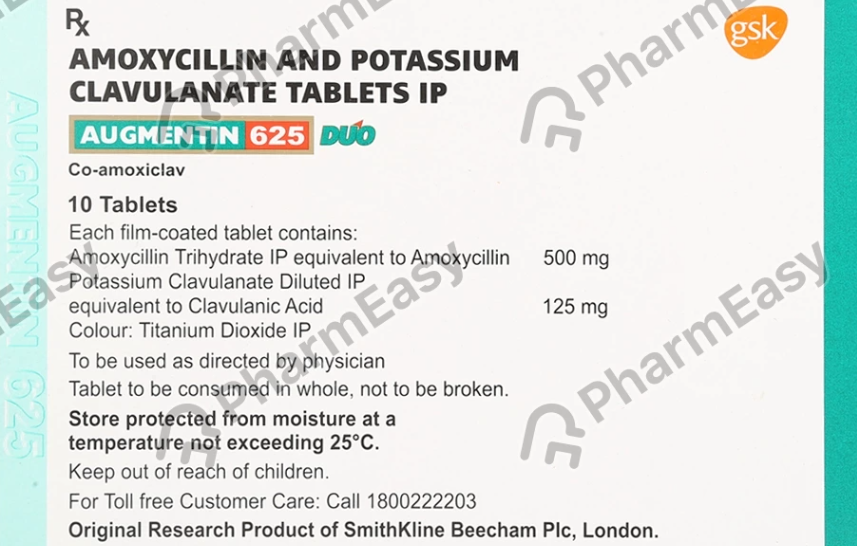 Rx
gsk
AMOXYCILLIN AND POTASSIUM
CLAVULANATE TABLETS IP
AUGMENTIN 625 DUO
Co-amoxiclav
10 Tablets
Each film-coated tablet contains:
Amoxycillin Trihydrate IP equivalent to Amoxycillin 500 mg
Potassium Clavulanate Diluted IP
equivalent to Clavulanic Acid 125 mg
Colour: Titanium Dioxide IP
To be used as directed by physician
Tablet to be consumed in whole, not to be broken.
Store protected from moisture at a
temperature not exceeding 25°C.
Keep out of reach of children.
For Toll free Customer Care: Call 1800222203
Original Research Product of SmithKline Beecham Plc, London.
AUGMENTIN 625
PharmEasy
PharmEasy
PharmEasy
PharmEasy
Easy